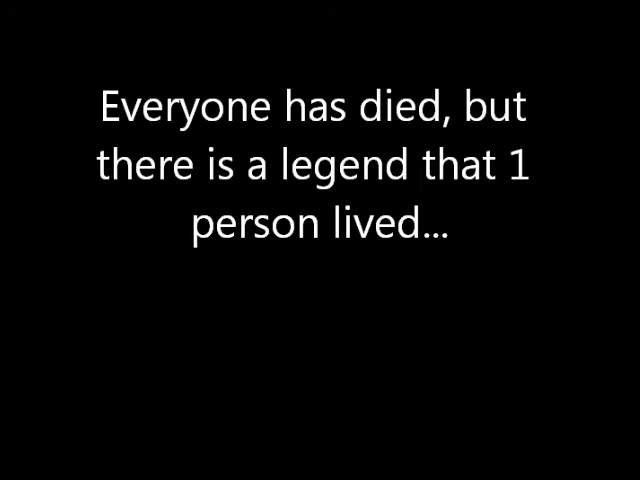 Everyone has died, but
there is a legend that 1
person lived...